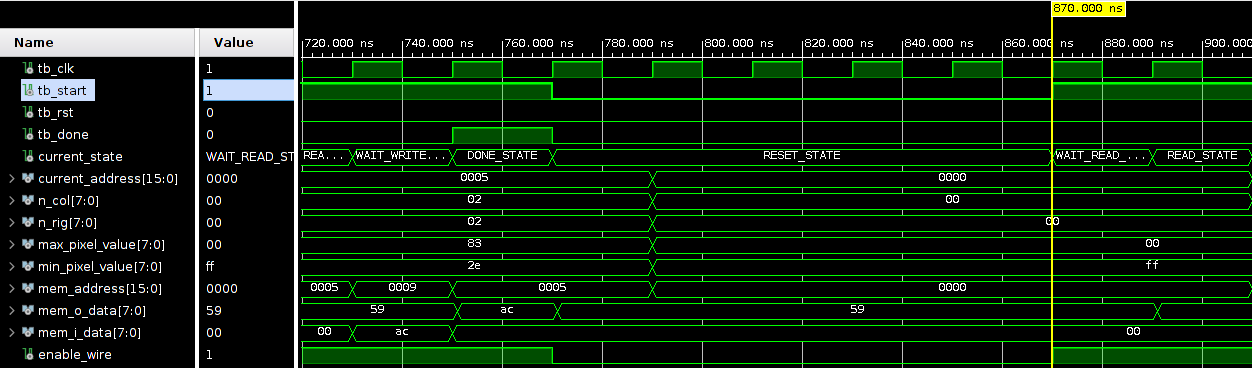 870.000 ns
Name Value 720.000 ns 740.000 ns 760.000 ns 780.000 ns 800.000 ns 820.000 ns 840.000 ns 860.000 ns 880.000 ns 900.000
tb_clk 1
tb_start 1
tb_rst 0
tb_done 0
current_state WAIT_READ_ST REA... WAIT_WRITE... DONE_STATE RESET_STATE WAIT_READ_... READ_STATE
current_address[15:0] 0000 0005 0000
n_col[7:0] 00 02 00
n_rig[7:0] 00 02 00
max_pixel_value[7:0] 00 83 00
min_pixel_value[7:0] ff 2e ff
mem_address[15:0] 0000 0005 0009 0005 0000
mem_o_data[7:0] 59 59 ac 59
mem_i_data[7:0] 00 00 ac 00
enable_wire 1